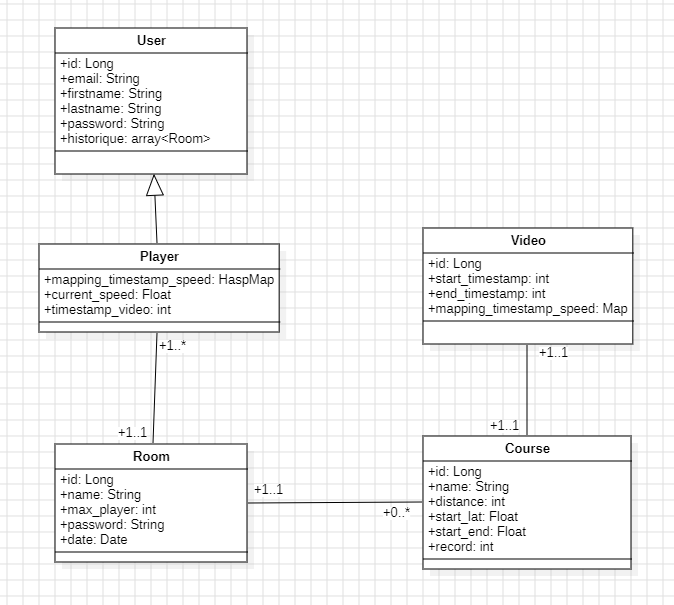 User
+id: Long
+email: String
+firstname: String
+lastname: String
+password: String
+historique: array<Room>
Player
+mapping_timestamp_speed: HaspMap
+current_speed: Float
+timestamp_video: int
Video
+id: Long
+start_timestamp: int
+end_timestamp: int
+mapping_timestamp_speed: Map
+1..*
+1..1
+1..1
+1..1
Room
+id: Long
+name: String
+max_player: int
+password: String
+date: Date
+1..1
+0..*
Course
+id: Long
+name: String
+distance: int
+start_lat: Float
+start_end: Float
+record: int